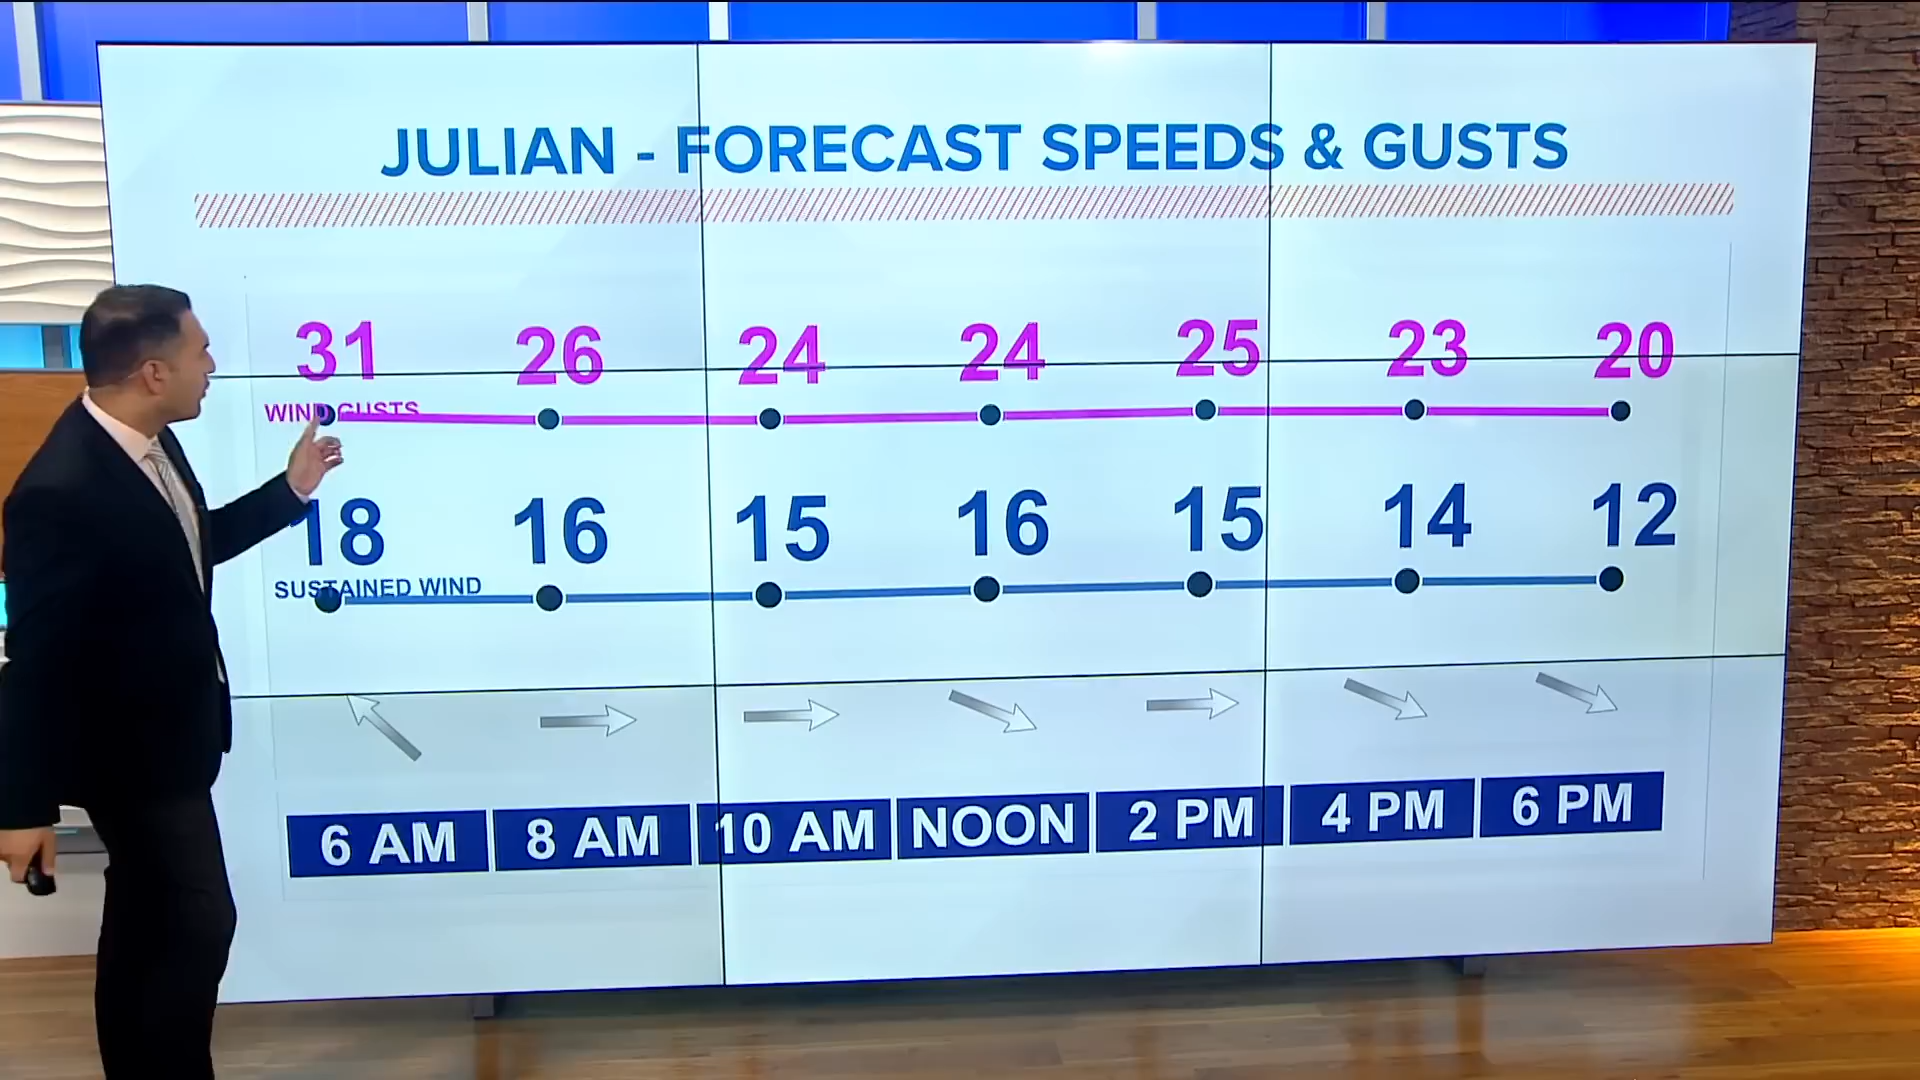 JULIAN - FORECAST SPEEDS & GUSTS
31 26 24 24 25 23 20
WIND GUSTS
18 16 15 16 15 14 12
SUSTAINED WIND
6 AM 8 AM 10 AM NOON 2 PM 4 PM 6 PM